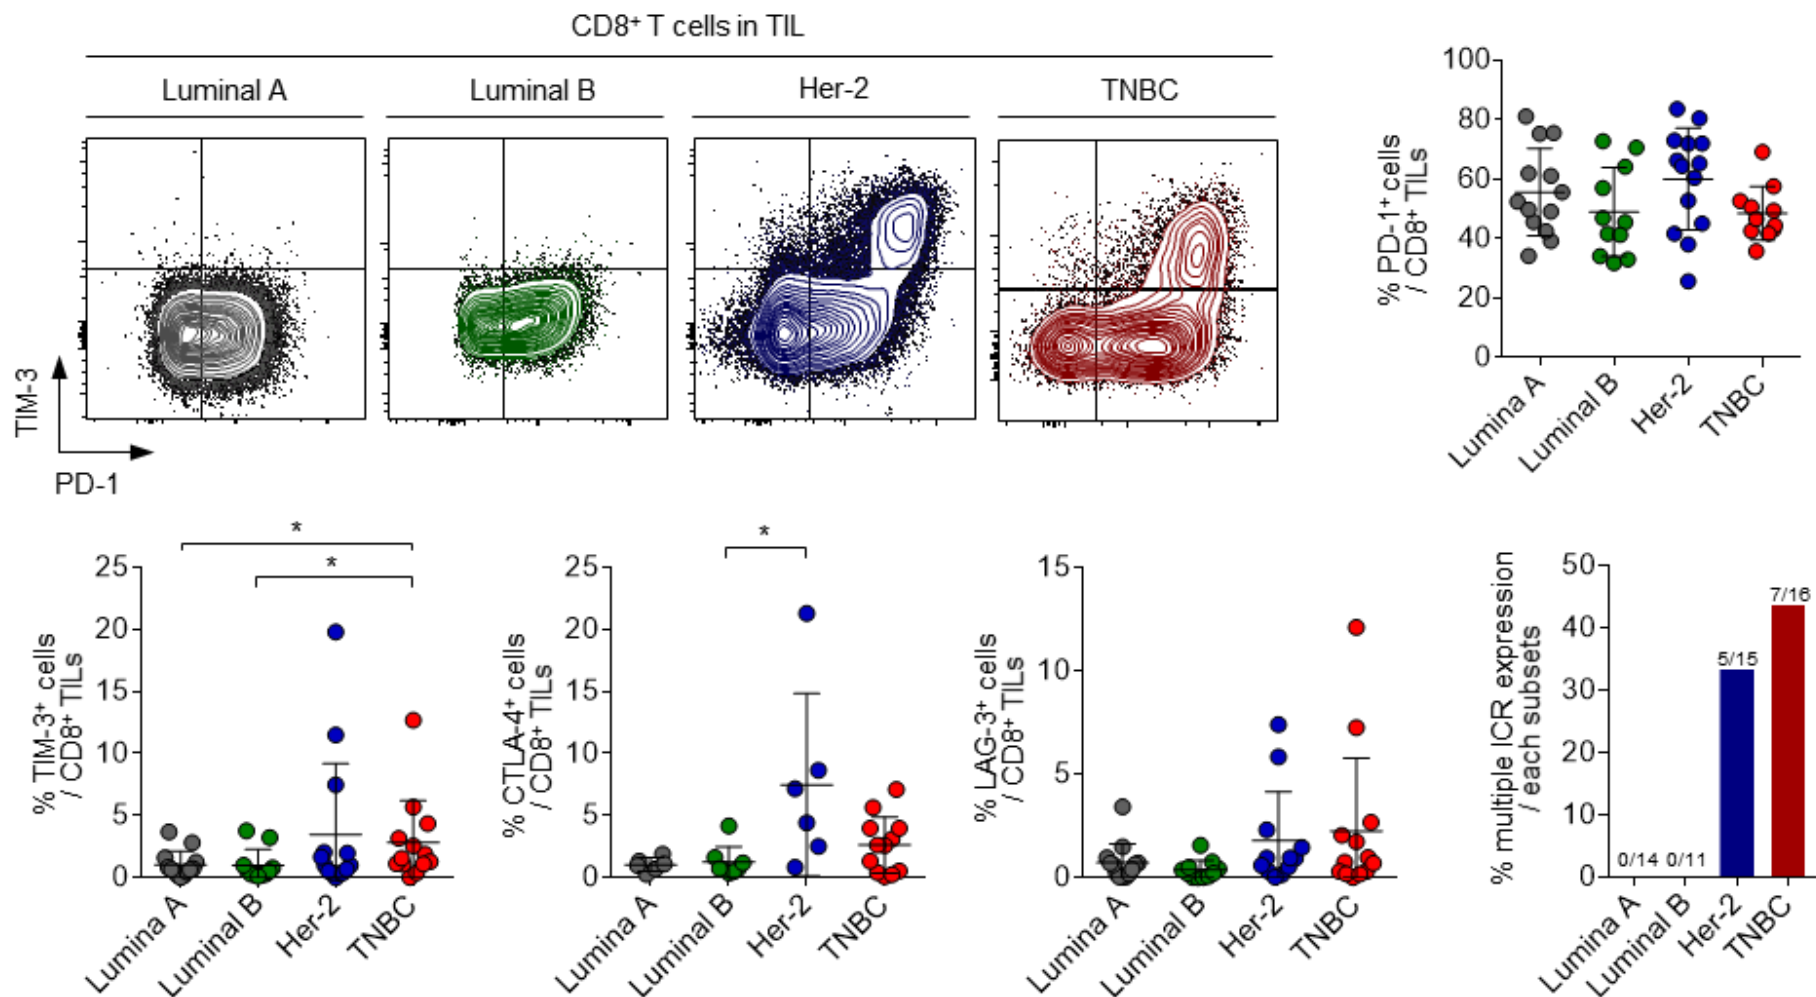 CD8⁺ T cells in TIL
Luminal A
Luminal B
Her-2
TNBC
TIM-3
PD-1
% PD-1⁺ cells
/ CD8⁺ TILs
100
80
60
40
20
0
Lumina A
Luminal B
Her-2
TNBC
% TIM-3⁺ cells
/ CD8⁺ TILs
25
20
15
10
5
0
*
*
Lumina A
Luminal B
Her-2
TNBC
% CTLA-4⁺ cells
/ CD8⁺ TILs
25
20
15
10
5
0
*
Lumina A
Luminal B
Her-2
TNBC
% LAG-3⁺ cells
/ CD8⁺ TILs
15
10
5
0
Lumina A
Luminal B
Her-2
TNBC
% multiple ICR expression
/ each subsets
50
40
30
20
10
0
0/14
0/11
5/15
7/16
Lumina A
Luminal B
Her-2
TNBC